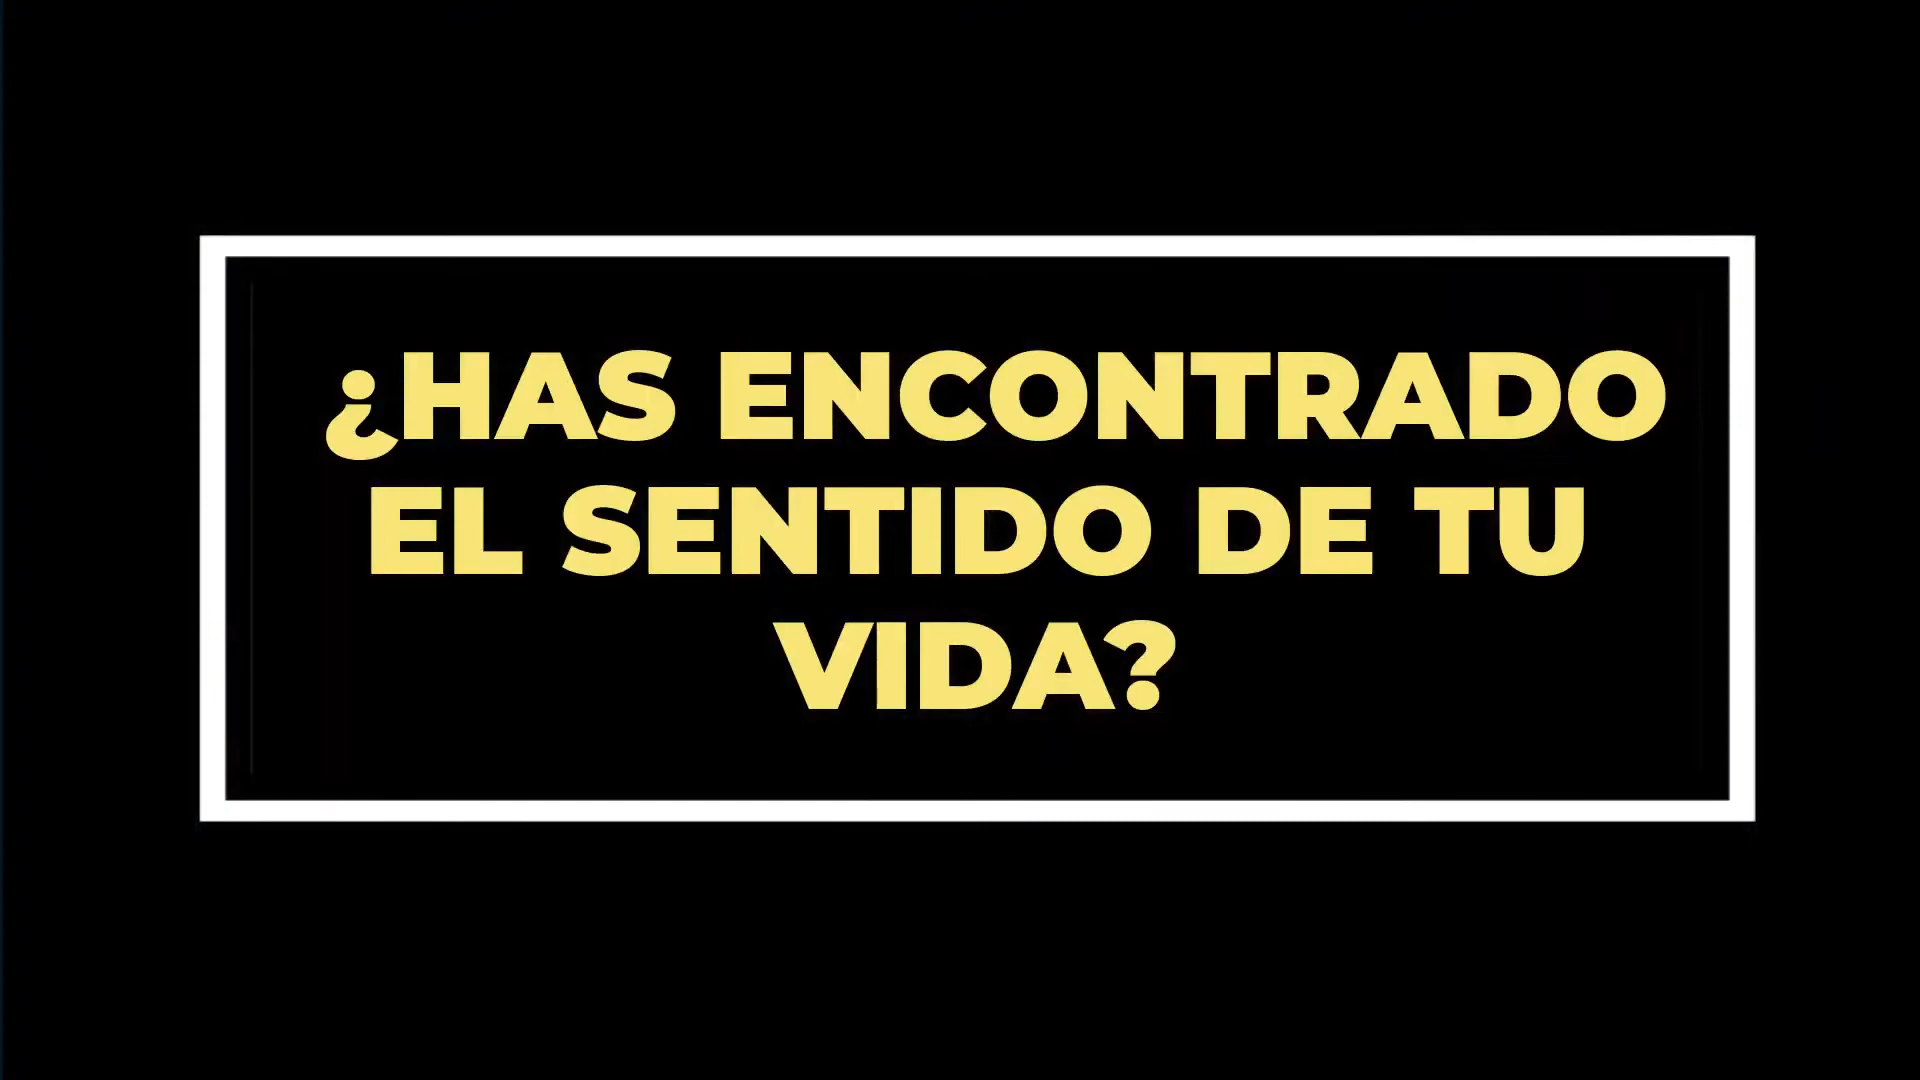 ¿HAS ENCONTRADO
EL SENTIDO DE TU
VIDA?